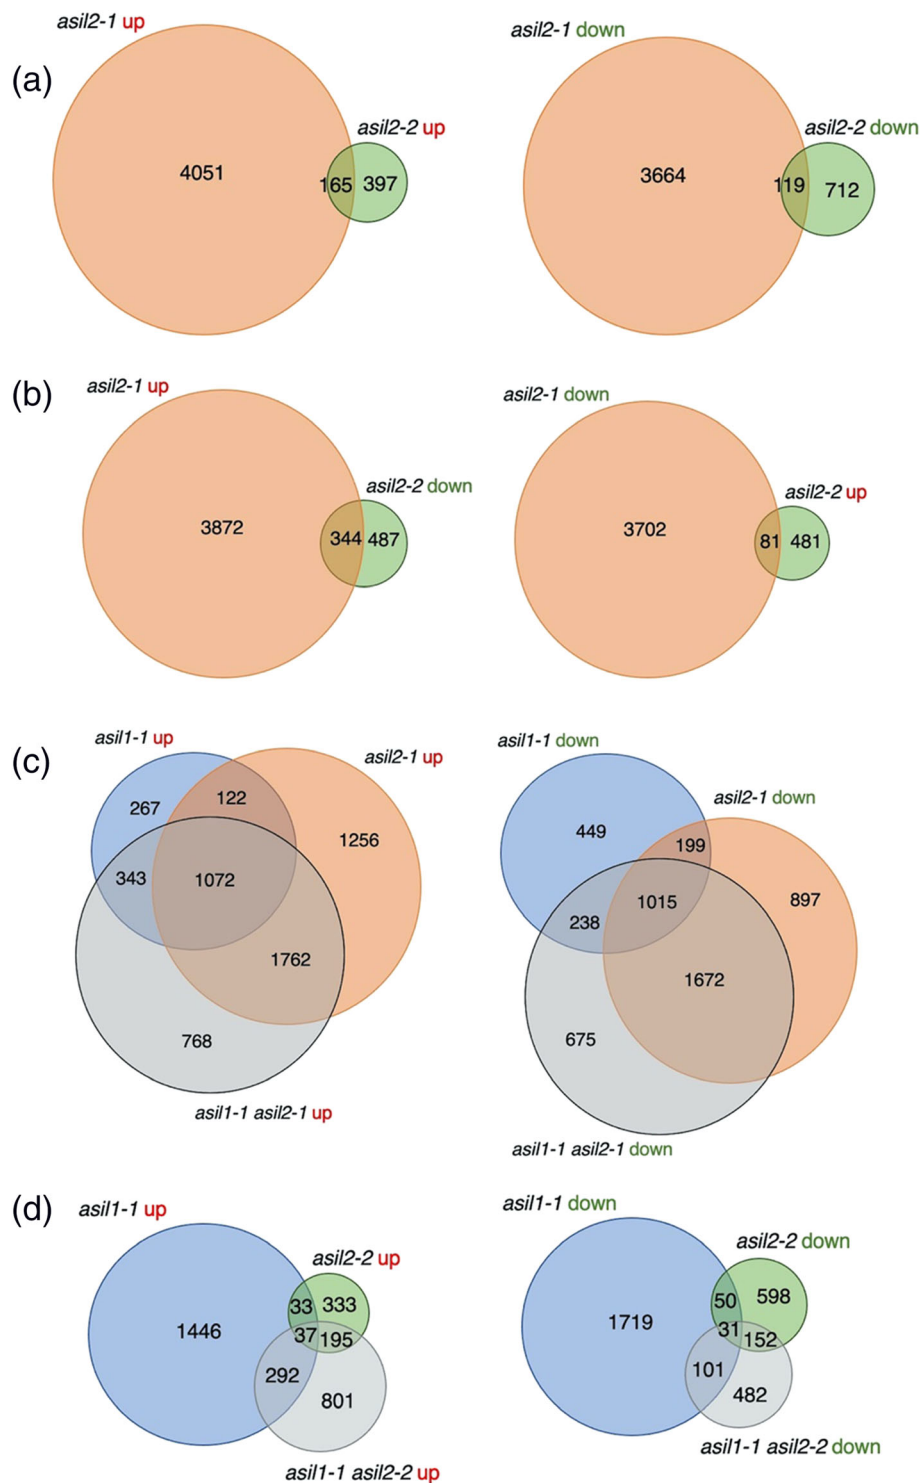 asil2-1 up
asil2-1 down
(a)
asil2-2 up
asil2-2 down
4051
165
397
3664
119
712
(b)
asil2-1 up
asil2-1 down
asil2-2 down
asil2-2 up
3872
344
487
3702
81
481
(c)
asil1-1 up
asil2-1 up
267
122
1256
343
1072
1762
768
asil1-1 asil2-1 up
asil1-1 down
asil2-1 down
449
199
897
238
1015
1672
675
asil1-1 asil2-1 down
(d)
asil1-1 up
asil2-2 up
1446
33
333
37
195
292
801
asil1-1 asil2-2 up
asil1-1 down
asil2-2 down
1719
50
598
31
152
101
482
asil1-1 asil2-2 down